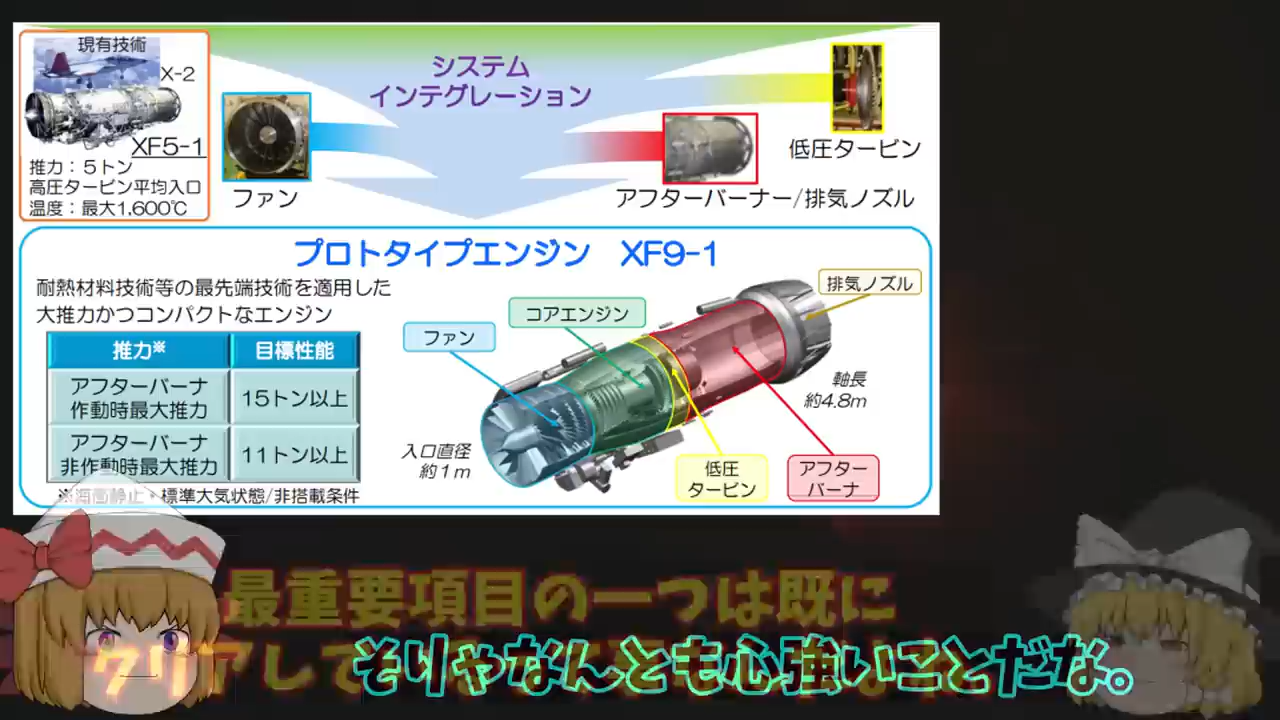 現有技術
X-2
XF5-1
推力：５トン
高圧タービン平均入口
温度：最大1,600℃
ファン
システム
インテグレーション
アフターバーナー/排気ノズル
低圧タービン
プロトタイプエンジン　XF9-1
耐熱材料技術等の最先端技術を適用した
大推力かつコンパクトなエンジン
推力※
目標性能
アフターバーナ
作動時最大推力
15トン以上
アフターバーナ
非作動時最大推力
11トン以上
※海面静止・標準大気状態/非搭載条件
ファン
コアエンジン
排気ノズル
軸長
約4.8m
入口直径
約１ｍ
低圧
タービン
アフター
バーナ
最重要項目の一つは既に
クリアして
そりゃなんとも心強いことだな。